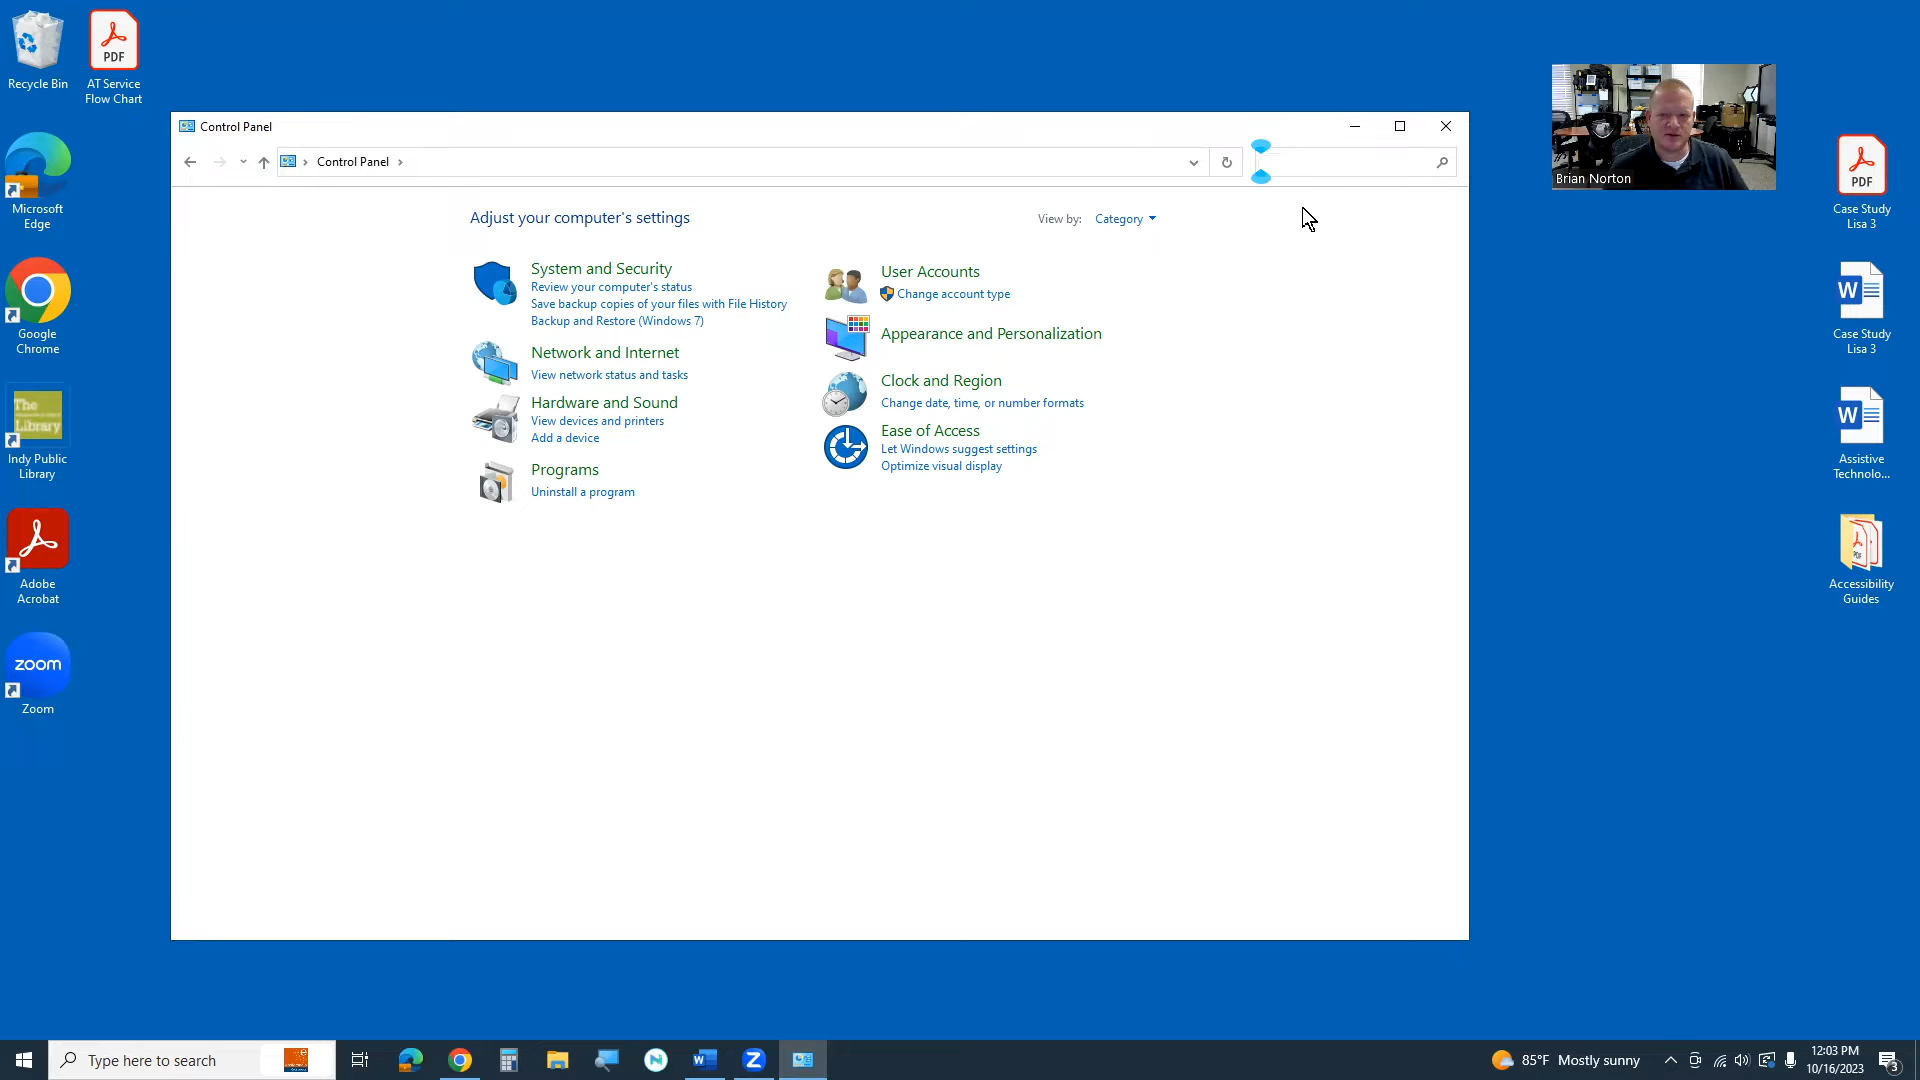 Recycle Bin
PDF
AT Service
Flow Chart
Microsoft
Edge
Google
Chrome
The
Library
Indy Public
Library
Adobe
Acrobat
zoom
Zoom
Control Panel
Control Panel
Adjust your computer's settings
View by: Category
System and Security
Review your computer's status
Save backup copies of your files with File History
Backup and Restore (Windows 7)
Network and Internet
View network status and tasks
Hardware and Sound
View devices and printers
Add a device
Programs
Uninstall a program
User Accounts
Change account type
Appearance and Personalization
Clock and Region
Change date, time, or number formats
Ease of Access
Let Windows suggest settings
Optimize visual display
Brian Norton
PDF
Case Study
Lisa 3
W
Case Study
Lisa 3
W
Assistive
Technolo...
PDF
Accessibility
Guides
Type here to search
N
W
Z
85°F Mostly sunny
12:03 PM
10/16/2023
3